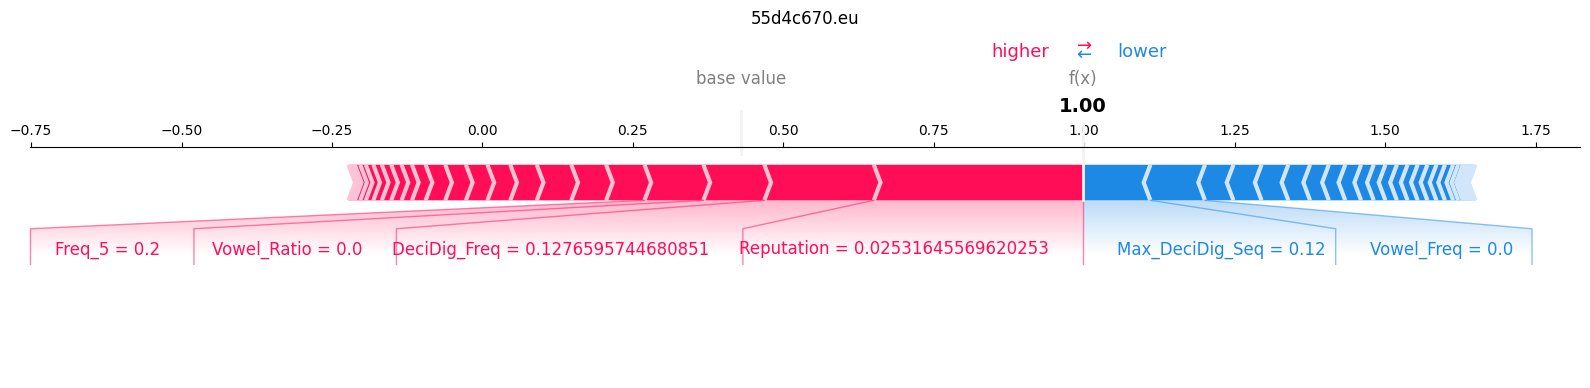 55d4c670.eu
higher → ← lower
base value f(x)
1.00
−0.75 −0.50 −0.25 0.00 0.25 0.50 0.75 1.00 1.25 1.50 1.75
Freq_5 = 0.2 Vowel_Ratio = 0.0 DeciDig_Freq = 0.1276595744680851 Reputation = 0.02531645569620253 Max_DeciDig_Seq = 0.12 Vowel_Freq = 0.0